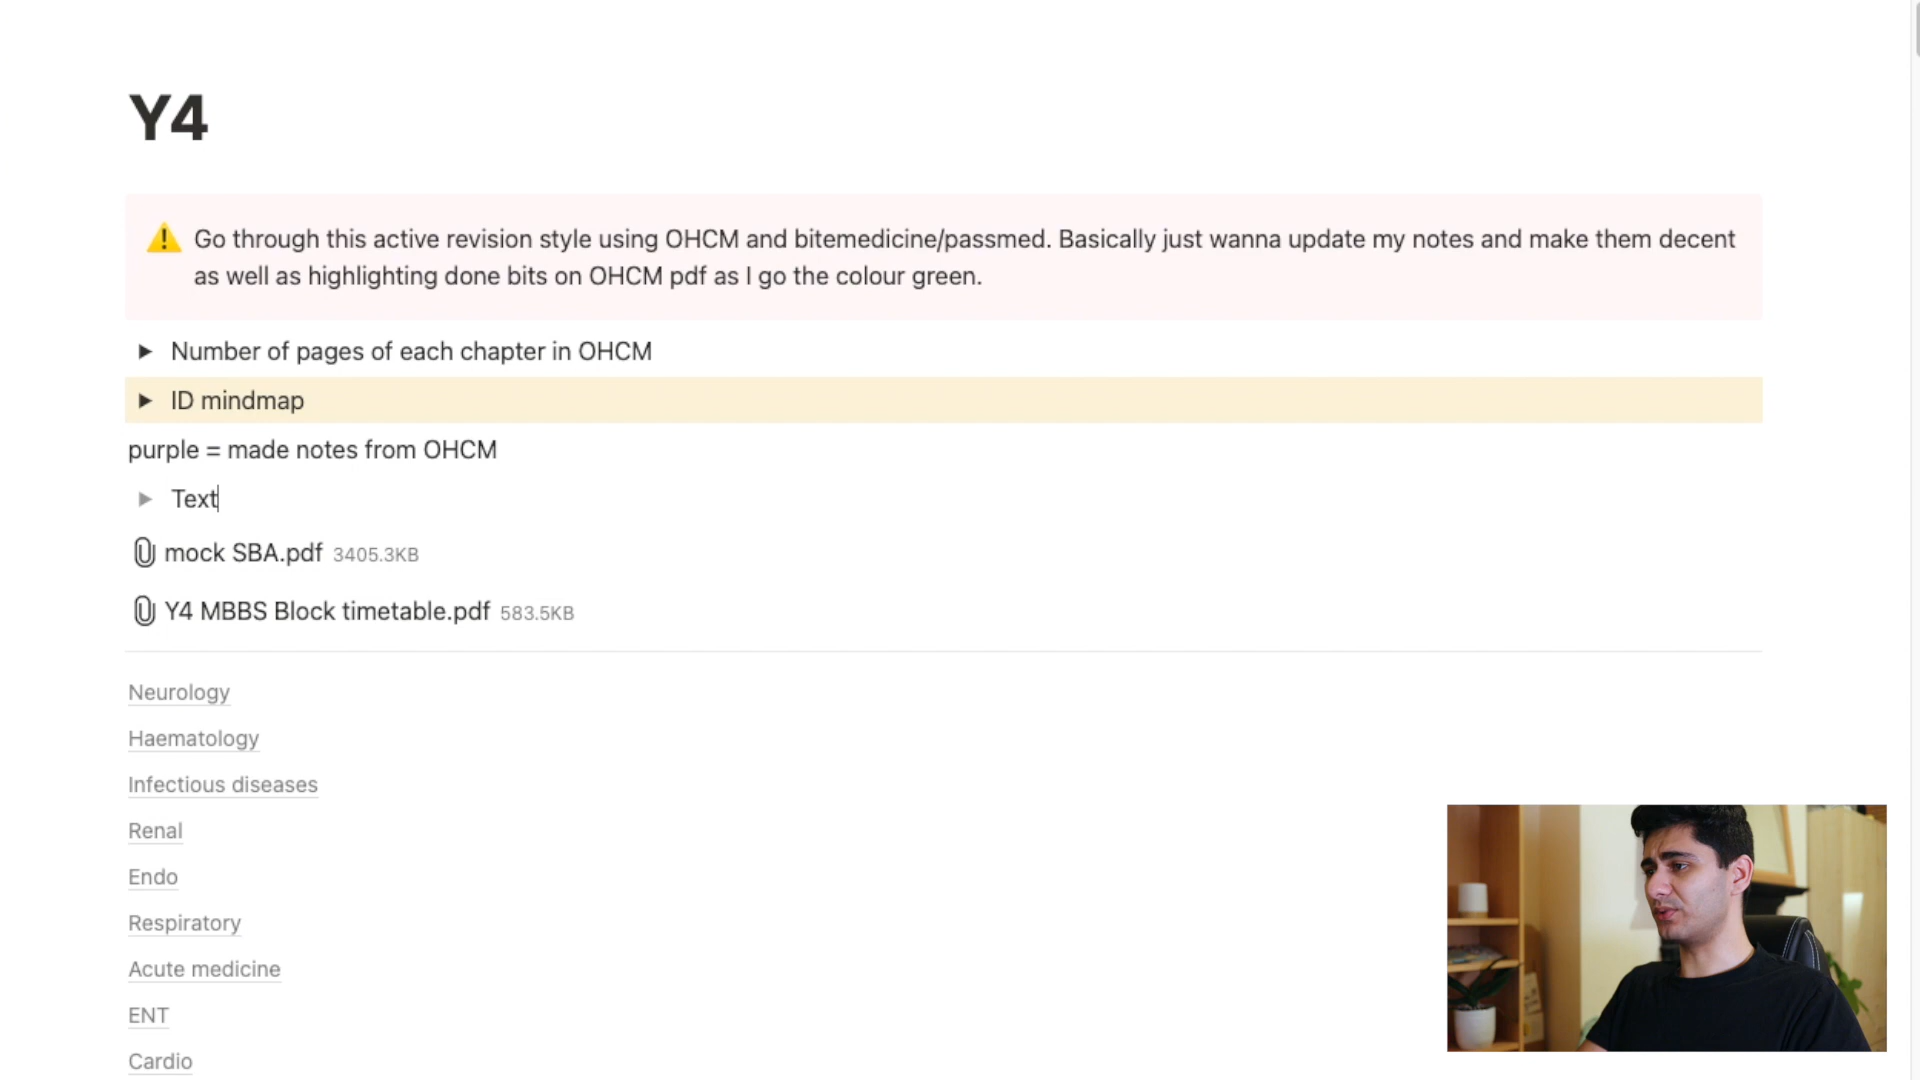 Y4
Go through this active revision style using OHCM and bitemedicine/passmed. Basically just wanna update my notes and make them decent
as well as highlighting done bits on OHCM pdf as I go the colour green.
Number of pages of each chapter in OHCM
ID mindmap
purple = made notes from OHCM
Text
mock SBA.pdf 3405.3KB
Y4 MBBS Block timetable.pdf 583.5KB
Neurology
Haematology
Infectious diseases
Renal
Endo
Respiratory
Acute medicine
ENT
Cardio